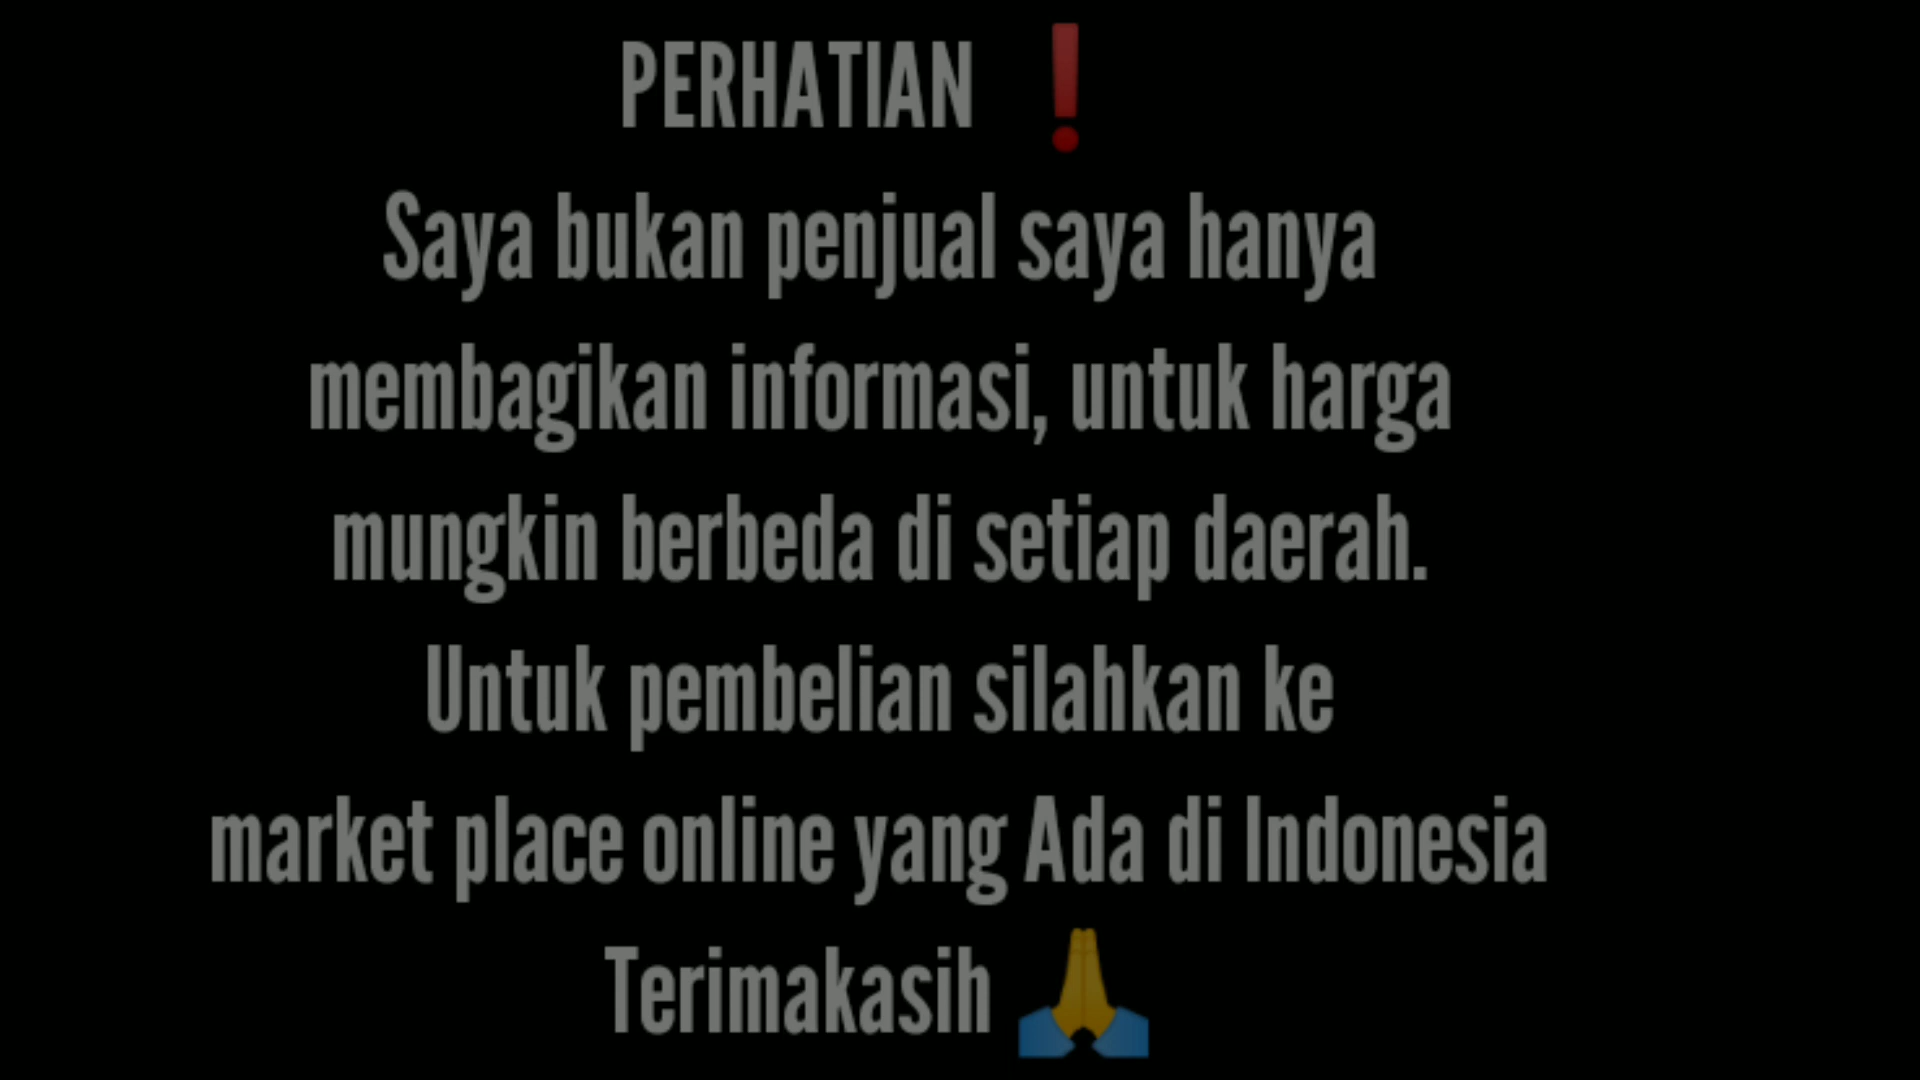 PERHATIAN ❗
Saya bukan penjual saya hanya
membagikan informasi, untuk harga
mungkin berbeda di setiap daerah.
Untuk pembelian silahkan ke
market place online yang Ada di Indonesia
Terimakasih 🙏